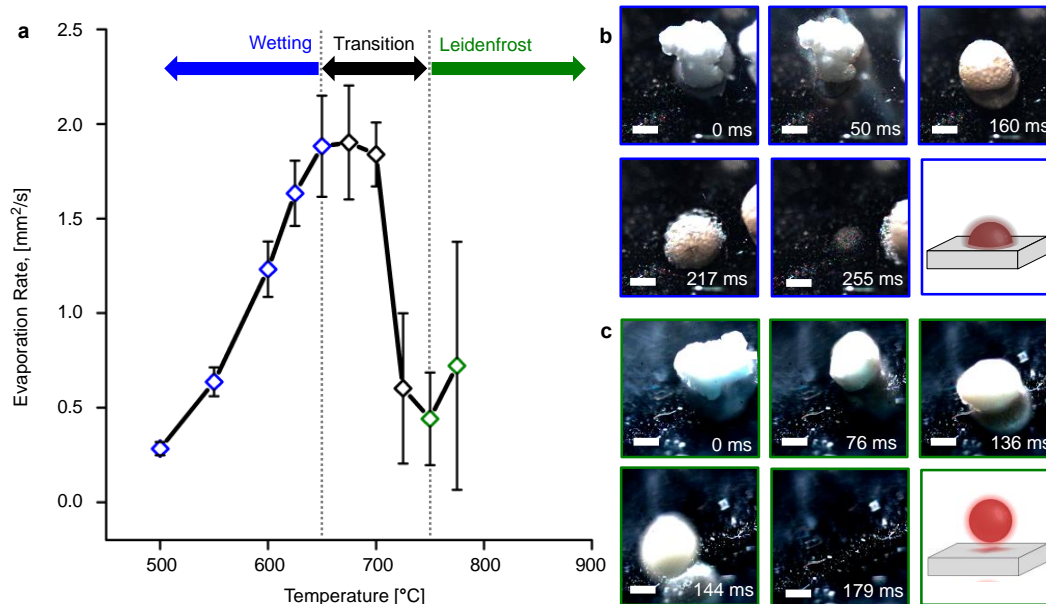 a
Wetting
Transition
Leidenfrost
2.5
2.0
1.5
1.0
0.5
0.0
Evaporation Rate, [mm²/s]
500
600
700
800
900
Temperature [°C]
b
0 ms
50 ms
160 ms
217 ms
255 ms
c
0 ms
76 ms
136 ms
144 ms
179 ms